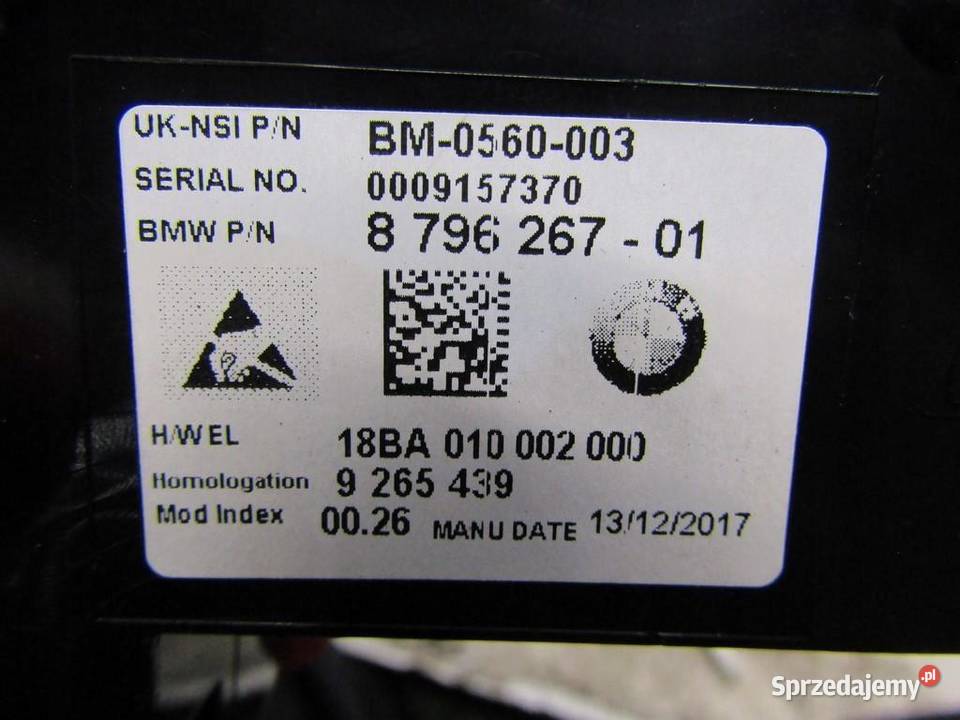 UK-NSI P/N BM-0560-003
SERIAL NO. 0009157370
BMW P/N 8 796 267 - 01
H/W EL 18BA 010 002 000
Homologation 9 265 439
Mod Index 00.26 MANU DATE 13/12/2017
Sprzedajemy.pl